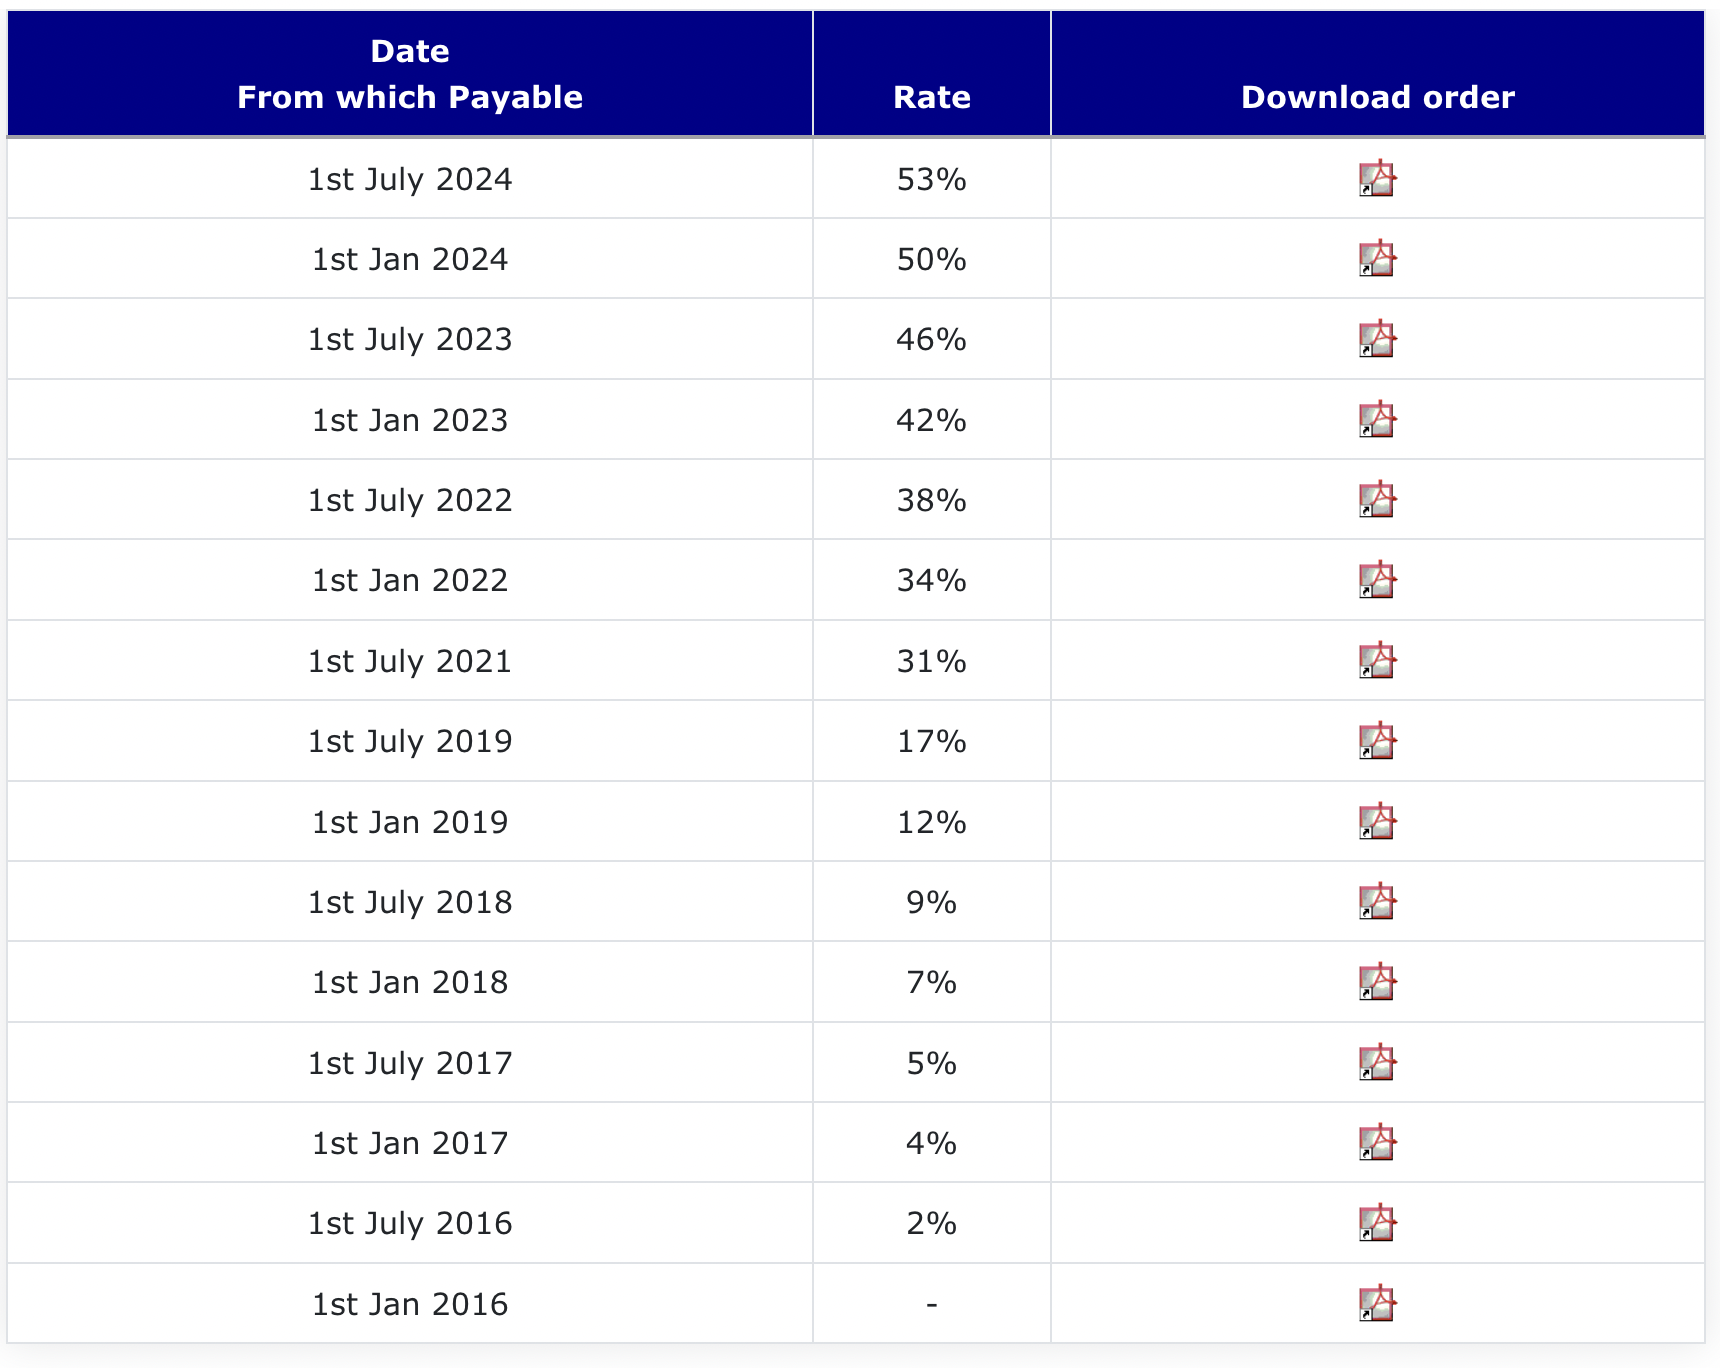 Date
From which Payable Rate Download order
1st July 2024 53%
1st Jan 2024 50%
1st July 2023 46%
1st Jan 2023 42%
1st July 2022 38%
1st Jan 2022 34%
1st July 2021 31%
1st July 2019 17%
1st Jan 2019 12%
1st July 2018 9%
1st Jan 2018 7%
1st July 2017 5%
1st Jan 2017 4%
1st July 2016 2%
1st Jan 2016 -